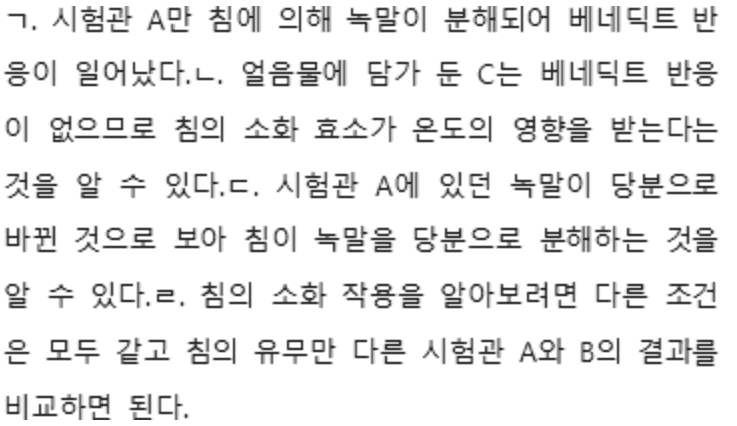 ㄱ. 시험관 A만 침에 의해 녹말이 분해되어 베네딕트 반
응이 일어났다.ㄴ. 얼음물에 담가 둔 C는 베네딕트 반응
이 없으므로 침의 소화 효소가 온도의 영향을 받는다는
것을 알 수 있다.ㄷ. 시험관 A에 있던 녹말이 당분으로
바뀐 것으로 보아 침이 녹말을 당분으로 분해하는 것을
알 수 있다.ㄹ. 침의 소화 작용을 알아보려면 다른 조건
은 모두 같고 침의 유무만 다른 시험관 A와 B의 결과를
비교하면 된다.